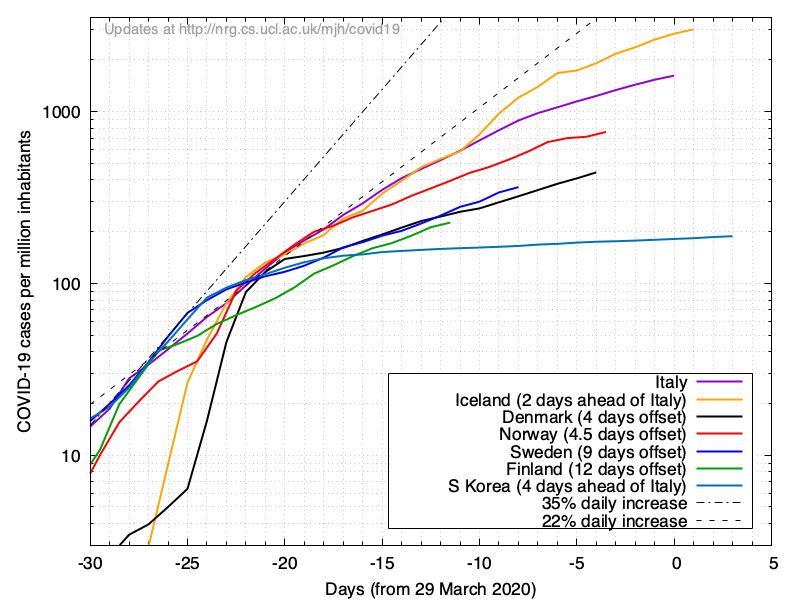 Updates at http://nrg.cs.ucl.ac.uk/mjh/covid19
COVID-19 cases per million inhabitants
1000
100
10
Italy
Iceland (2 days ahead of Italy)
Denmark (4 days offset)
Norway (4.5 days offset)
Sweden (9 days offset)
Finland (12 days offset)
S Korea (4 days ahead of Italy)
35% daily increase
22% daily increase
-30 -25 -20 -15 -10 -5 0 5
Days (from 29 March 2020)